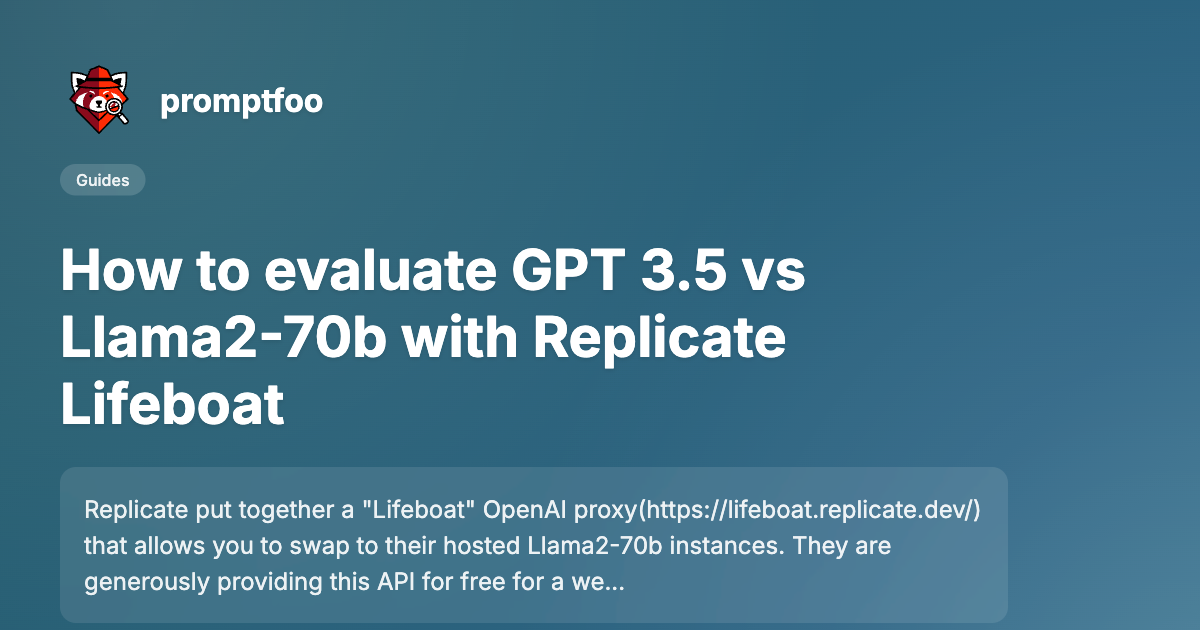 promptfoo
Guides
How to evaluate GPT 3.5 vs
Llama2-70b with Replicate
Lifeboat
Replicate put together a "Lifeboat" OpenAI proxy(https://lifeboat.replicate.dev/)
that allows you to swap to their hosted Llama2-70b instances. They are
generously providing this API for free for a we...